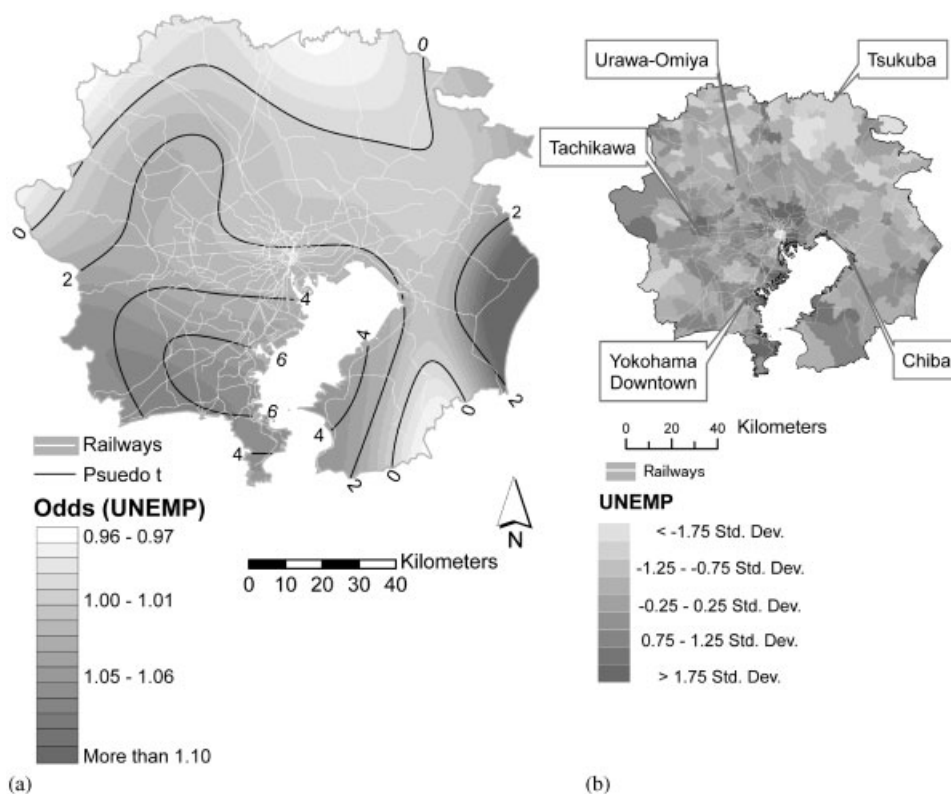 0
0
2
2
4
6
4
6
4
4
2
0
0
2
Railways
Psuedo t
Odds (UNEMP)
0.96 - 0.97
1.00 - 1.01
1.05 - 1.06
More than 1.10
N
Kilometers
0 10 20 30 40
(a)
Urawa-Omiya
Tsukuba
Tachikawa
Yokohama
Downtown
Chiba
Kilometers
0 20 40
Railways
UNEMP
< -1.75 Std. Dev.
-1.25 - -0.75 Std. Dev.
-0.25 - 0.25 Std. Dev.
0.75 - 1.25 Std. Dev.
> 1.75 Std. Dev.
(b)